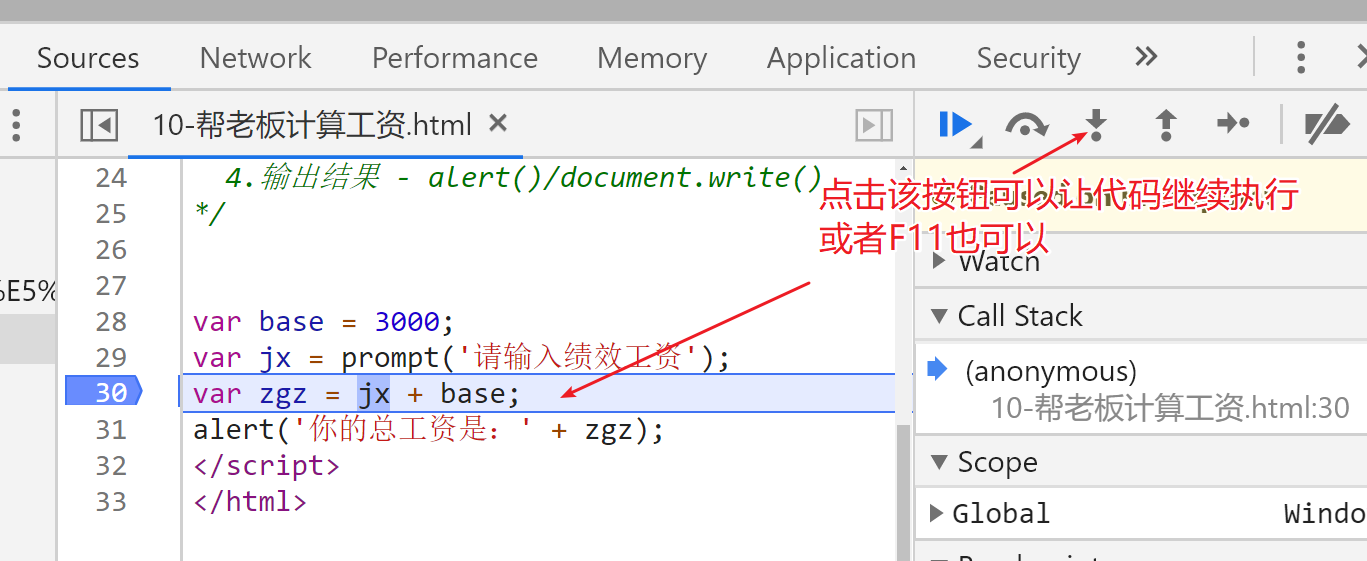 Sources Network Performance Memory Application Security
10-帮老板计算工资.html
24 4.输出结果 - alert()/document.write()
25 */
点击该按钮可以让代码继续执行
或者F11也可以
26
27
28 var base = 3000;
29 var jx = prompt('请输入绩效工资');
30 var zgz = jx + base;
31 alert('你的总工资是：' + zgz);
32 </script>
33 </html>
Watch
Call Stack
(anonymous)
10-帮老板计算工资.html:30
Scope
Global Windo